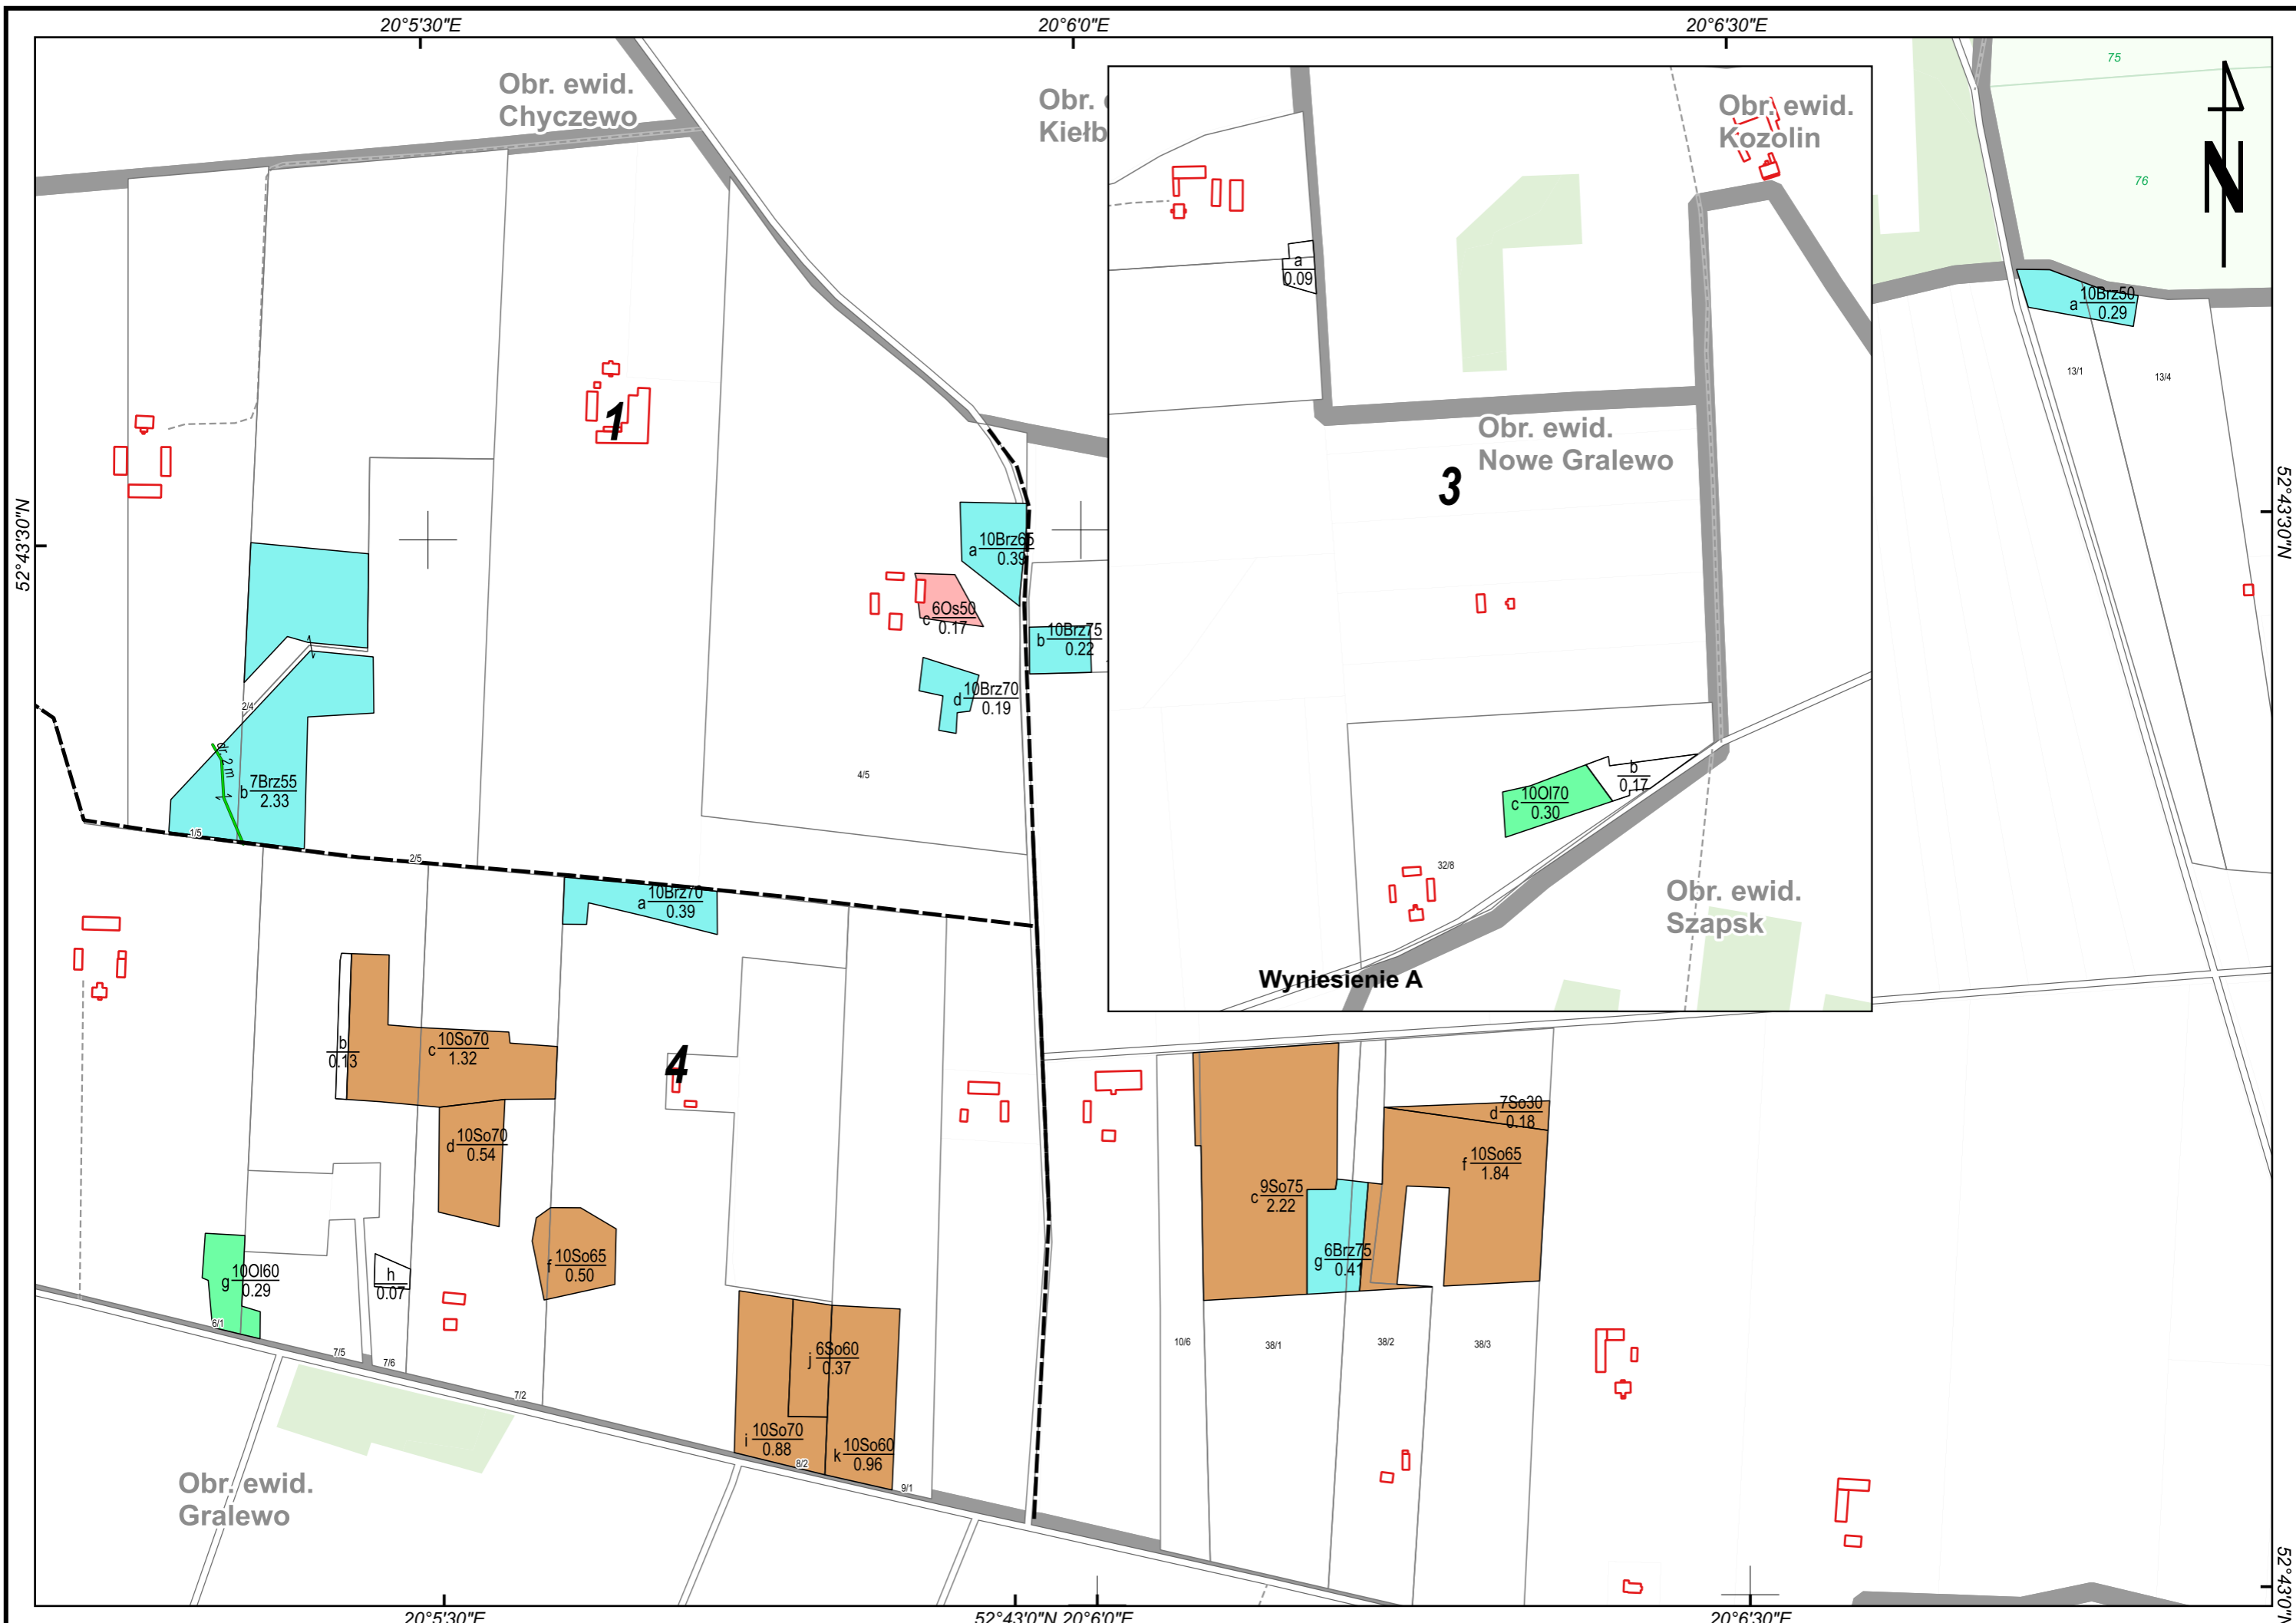 20°5'30"E
20°6'0"E
20°6'30"E
75
Obr. ewid.
Chyczewo
Obr. e
Kiełb
Obr. ewid.
Kozolin
76
N
a
0.09
10Brz50
a
0.29
13/1
13/4
1
Obr. ewid.
Nowe Gralewo
3
52°43'30"N
52°43'30"N
10Brz65
a
0.39
6Os50
c
0.17
10Brz75
b
0.22
10Brz70
d
0.19
2/4
dr 2 m
7Brz55
b
2.33
4/5
b
0.17
10Ol70
c
0.30
1/5
2/5
32/8
10Brz70
a
0.39
Obr. ewid.
Szapsk
Wyniesienie A
b
0.13
10So70
c
1.32
4
7So30
d
0.18
10So70
d
0.54
10So65
f
1.84
9So75
c
2.22
10So65
f
0.50
6Brz75
g
0.41
10Ol60
g
0.29
h
0.07
6/1
7/5
7/6
6So60
j
0.37
10/6
38/1
38/2
38/3
7/2
10So70
i
0.88
10So60
k
0.96
8/2
9/1
Obr. ewid.
Gralewo
52°43'0"N
20°5'30"E
52°43'0"N
20°6'0"E
20°6'30"E